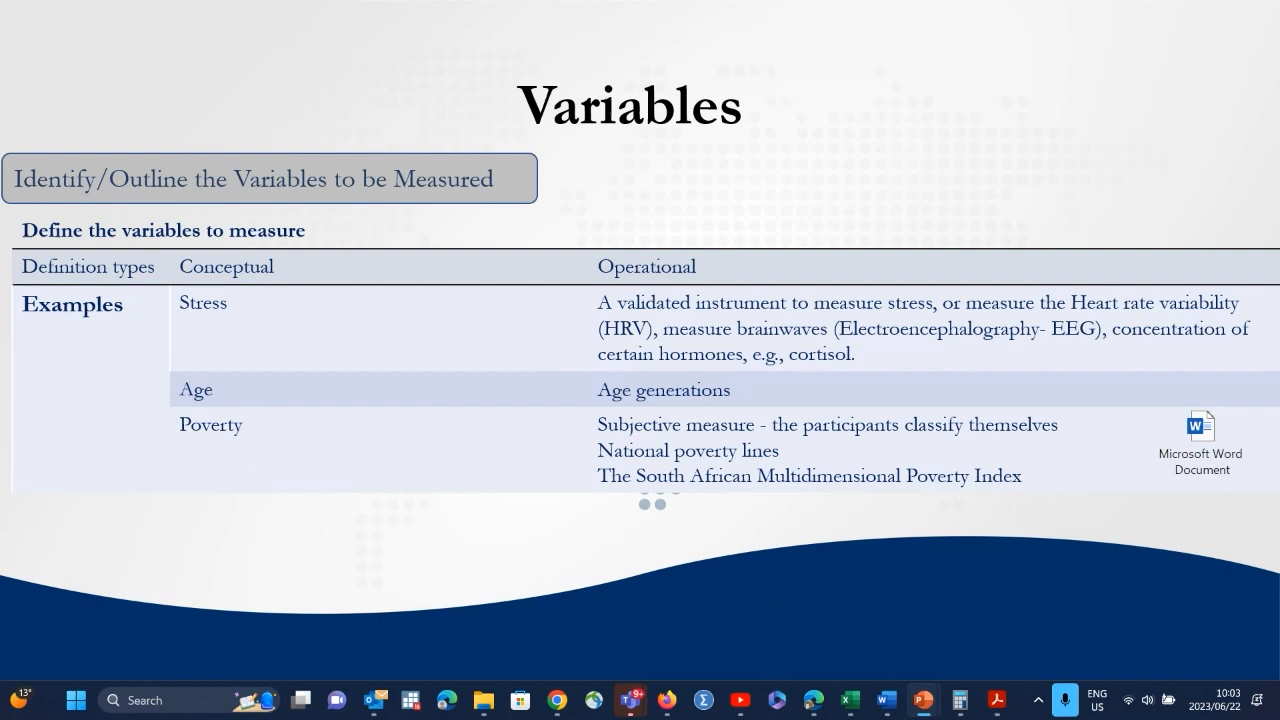 Variables
Identify/Outline the Variables to be Measured
Define the variables to measure
Definition types Conceptual Operational
Examples Stress A validated instrument to measure stress, or measure the Heart rate variability
(HRV), measure brainwaves (Electroencephalography- EEG), concentration of
certain hormones, e.g., cortisol.
Age Age generations
Poverty Subjective measure - the participants classify themselves
National poverty lines
The South African Multidimensional Poverty Index
Microsoft Word
Document
13°
Search
9+
ENG
US
10:03
2023/06/22